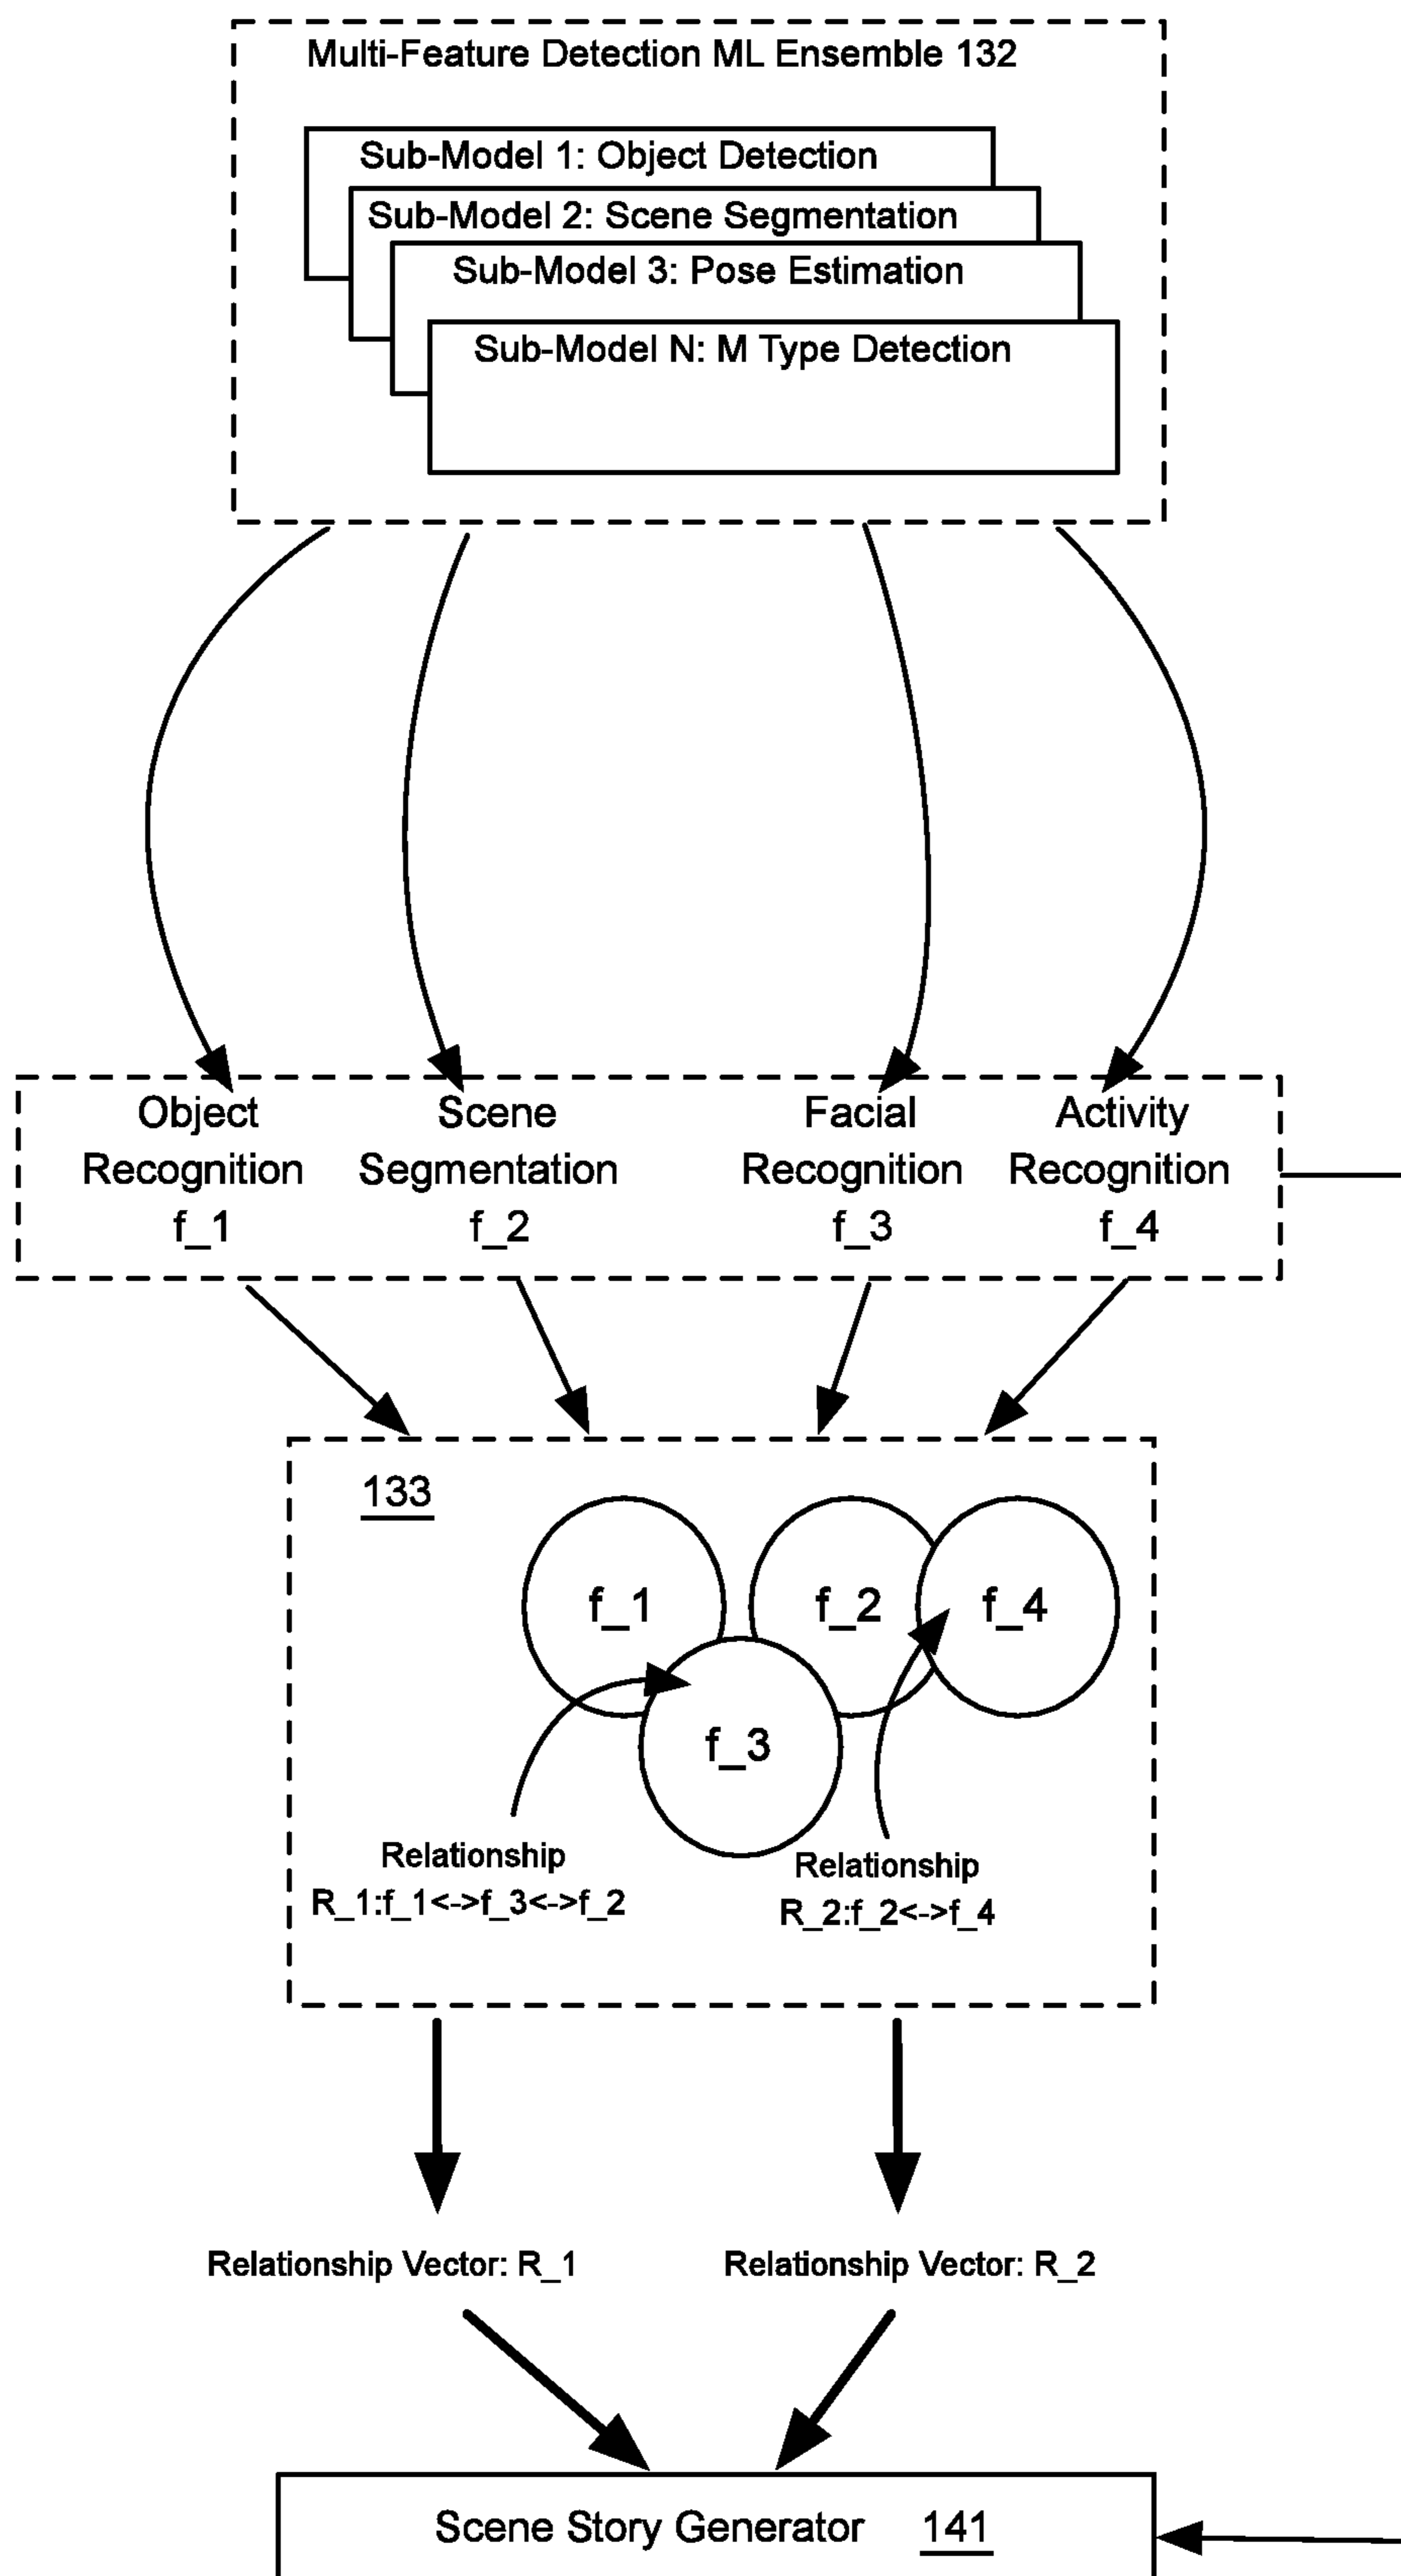 Multi-Feature Detection ML Ensemble 132
Sub-Model 1: Object Detection
Sub-Model 2: Scene Segmentation
Sub-Model 3: Pose Estimation
Sub-Model N: M Type Detection
Object
Recognition
f_1
Scene
Segmentation
f_2
Facial
Recognition
f_3
Activity
Recognition
f_4
133
f_1
f_2
f_4
f_3
Relationship
R_1:f_1<->f_3<->f_2
Relationship
R_2:f_2<->f_4
Relationship Vector: R_1
Relationship Vector: R_2
Scene Story Generator 141